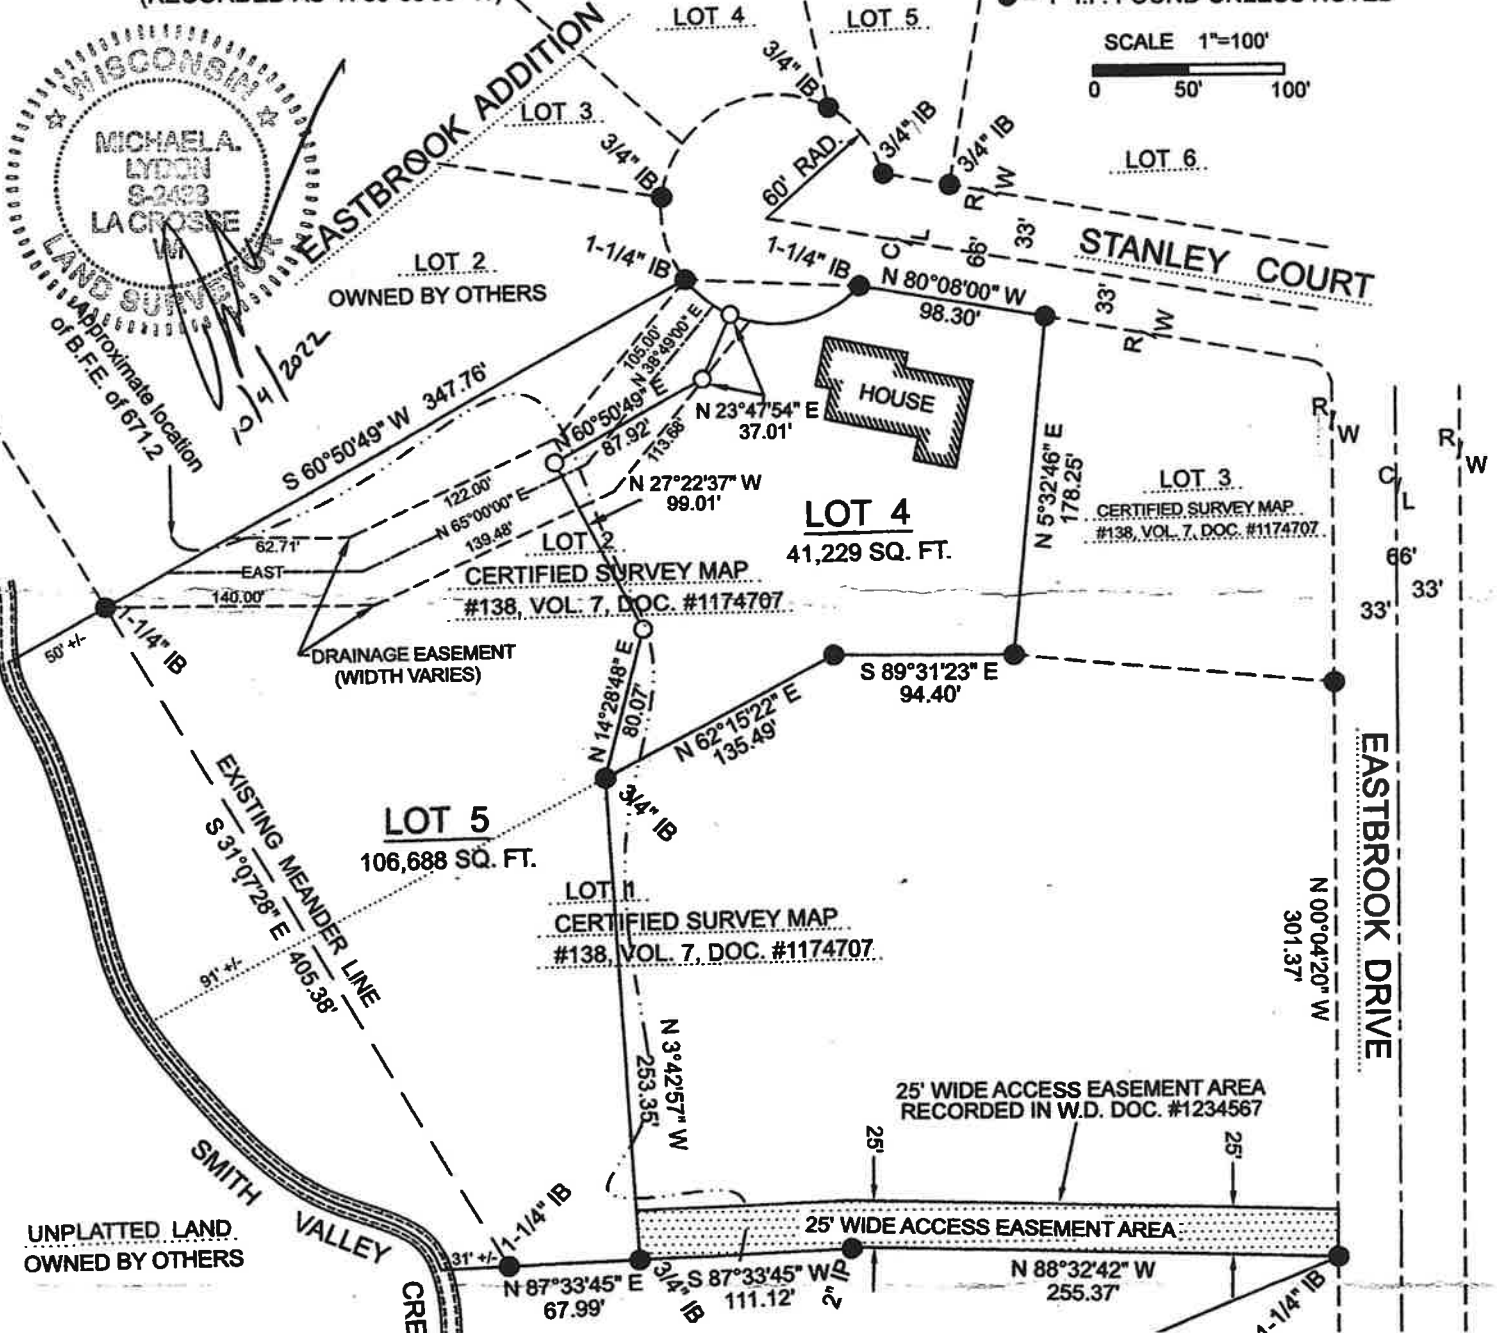 LOT 4
LOT 5
SCALE 1"=100'
0 50' 100'
WISCONSIN
MICHAEL A.
LYDON
S-2423
LA CROSSE
WI
LAND SURVEYOR
10/4/2022
EASTBROOK ADDITION
LOT 3
3/4" IB
3/4" IB
3/4" IB
3/4" IB
60' RAD.
LOT 6
R/W
33'
66'
C/L
STANLEY COURT
33'
R/W
LOT 2
OWNED BY OTHERS
1-1/4" IB
1-1/4" IB
N 80°08'00" W
98.30'
Approximate location
of B.F.E. of 671.2
S 60°50'49" W 347.76'
105.00'
N 38°49'00" E
N 60°50'49" E
87.92'
113.68'
N 23°47'54" E
37.01'
HOUSE
N 5°32'46" E
178.25'
R/W
R/W
C/L
122.00'
N 65°00'00" E
139.48'
N 27°22'37" W
99.01'
62.71'
EAST
140.00'
LOT 2
CERTIFIED SURVEY MAP
#138, VOL. 7, DOC. #1174707
LOT 4
41,229 SQ. FT.
LOT 3
CERTIFIED SURVEY MAP
#138, VOL. 7, DOC. #1174707
66'
33'
33'
50' +/-
1-1/4" IB
DRAINAGE EASEMENT
(WIDTH VARIES)
N 14°28'48" E
80.07'
N 62°15'22" E
135.49'
S 89°31'23" E
94.40'
3/4" IB
EXISTING MEANDER LINE
S 31°07'28" E 405.38'
LOT 5
106,688 SQ. FT.
91' +/-
LOT 1
CERTIFIED SURVEY MAP
#138, VOL. 7, DOC. #1174707
N 3°42'57" W
253.35'
N 00°04'20" W
301.37'
EASTBROOK DRIVE
25' WIDE ACCESS EASEMENT AREA
RECORDED IN W.D. DOC. #1234567
25'
25'
25' WIDE ACCESS EASEMENT AREA
SMITH VALLEY
UNPLATTED LAND
OWNED BY OTHERS
31' +/-
1-1/4" IB
N 87°33'45" E
67.99'
3/4" IB
S 87°33'45" W
111.12'
2" IP
N 88°32'42" W
255.37'
1-1/4" IB